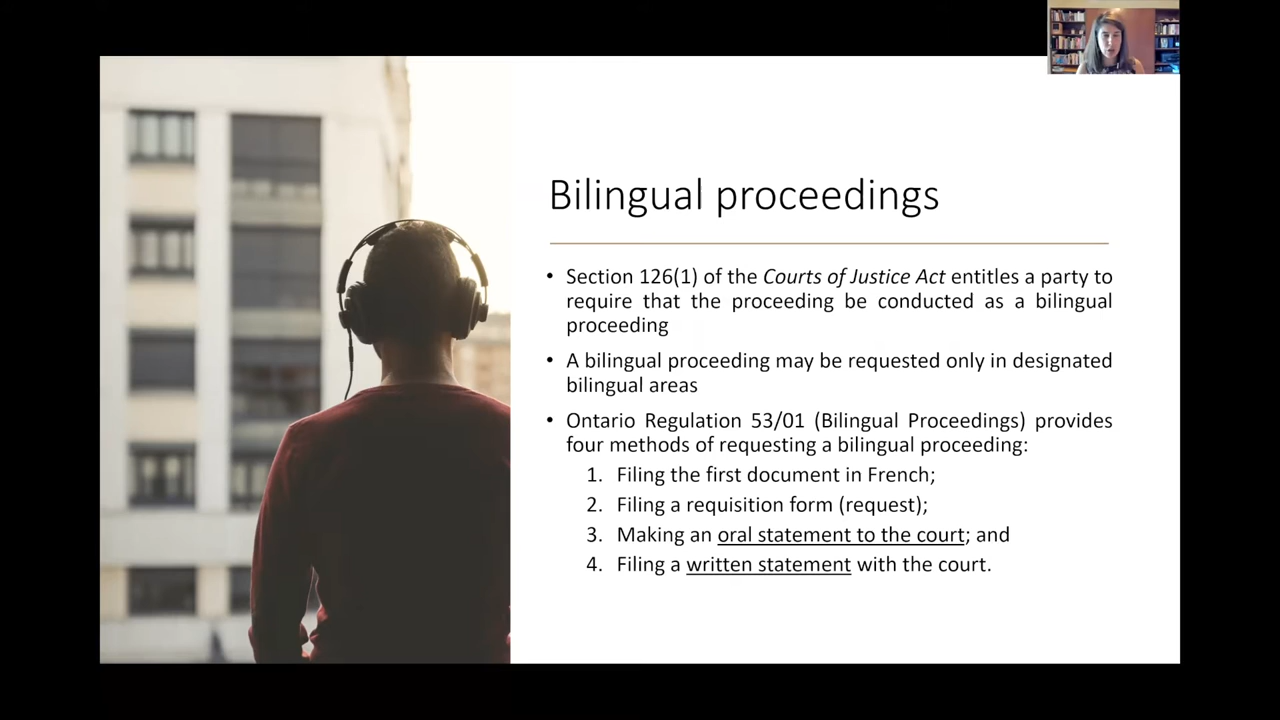 Bilingual proceedings
• Section 126(1) of the Courts of Justice Act entitles a party to
require that the proceeding be conducted as a bilingual
proceeding
• A bilingual proceeding may be requested only in designated
bilingual areas
• Ontario Regulation 53/01 (Bilingual Proceedings) provides
four methods of requesting a bilingual proceeding:
1. Filing the first document in French;
2. Filing a requisition form (request);
3. Making an oral statement to the court; and
4. Filing a written statement with the court.